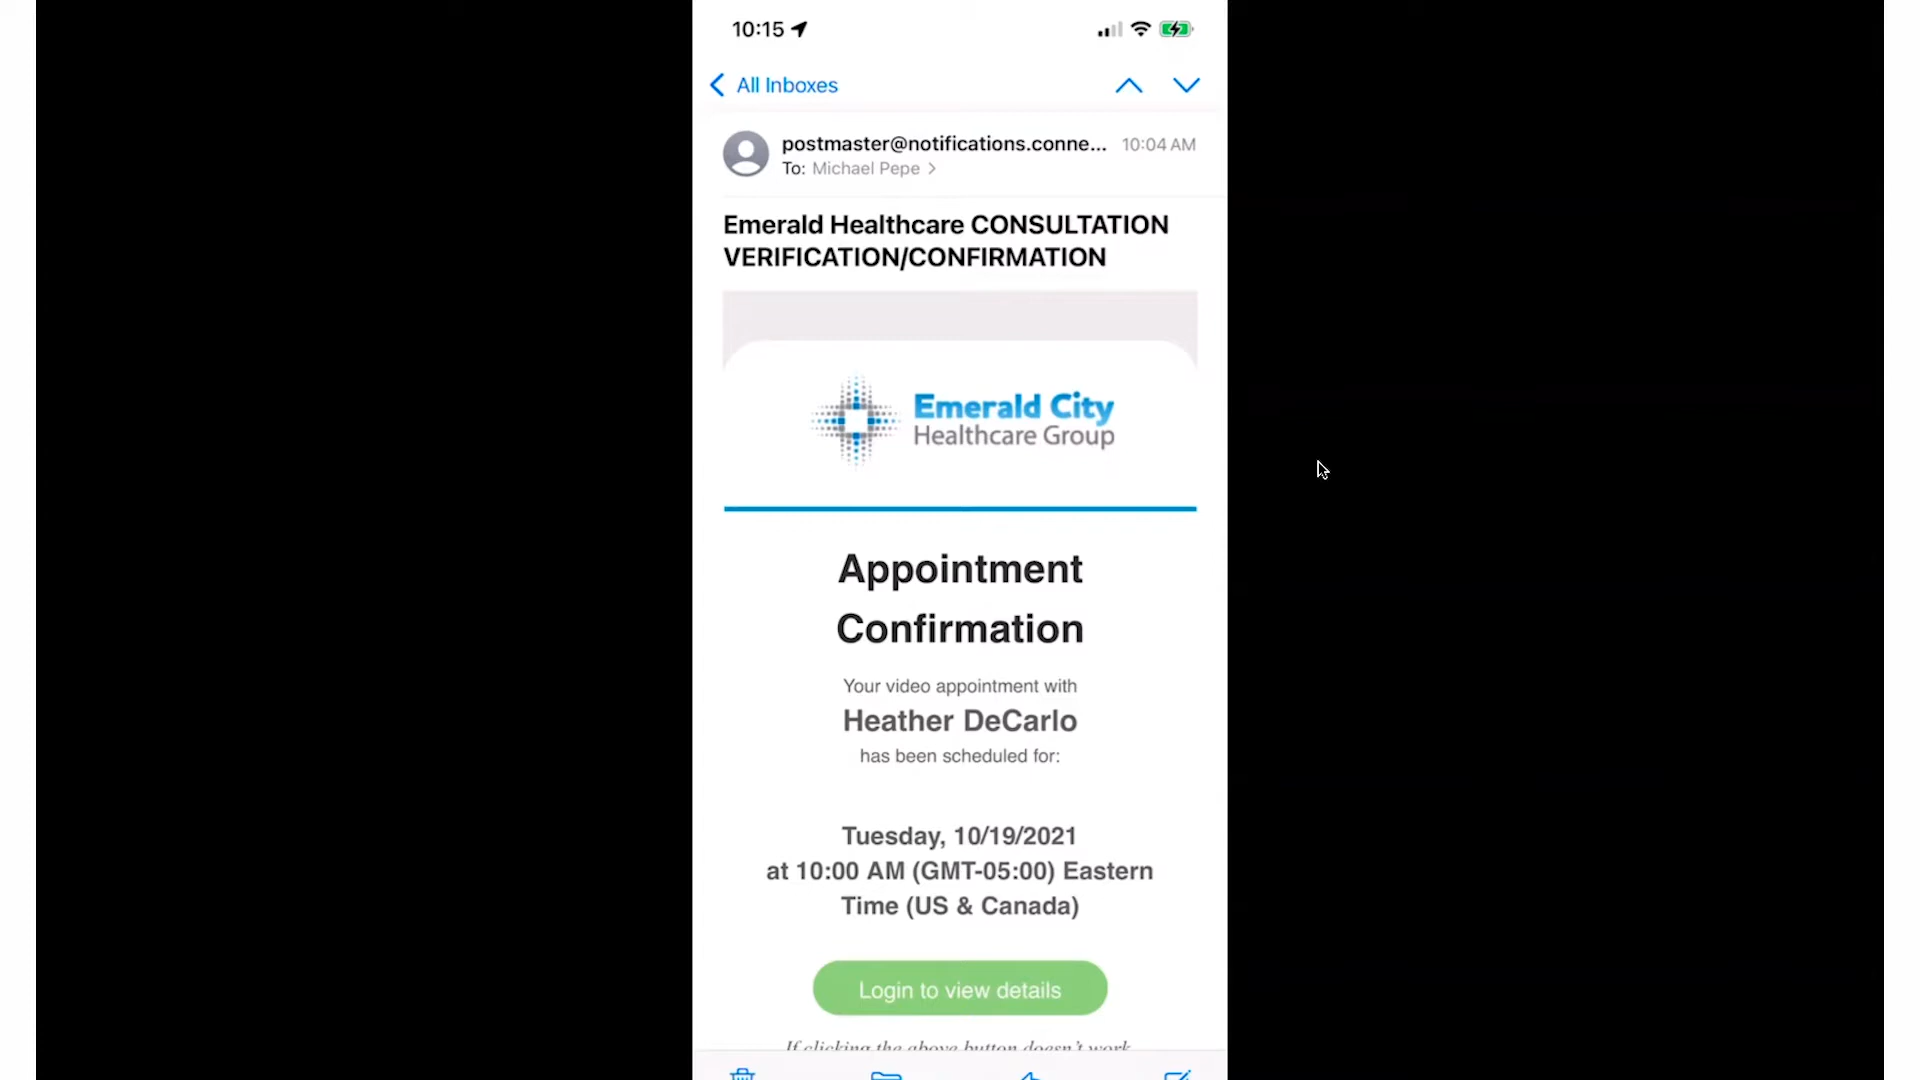 10:15
All Inboxes
postmaster@notifications.conne... 10:04 AM
To: Michael Pepe
Emerald Healthcare CONSULTATION
VERIFICATION/CONFIRMATION
Emerald City
Healthcare Group
Appointment
Confirmation
Your video appointment with
Heather DeCarlo
has been scheduled for:
Tuesday, 10/19/2021
at 10:00 AM (GMT-05:00) Eastern
Time (US & Canada)
Login to view details
If clicking the above button doesn't work